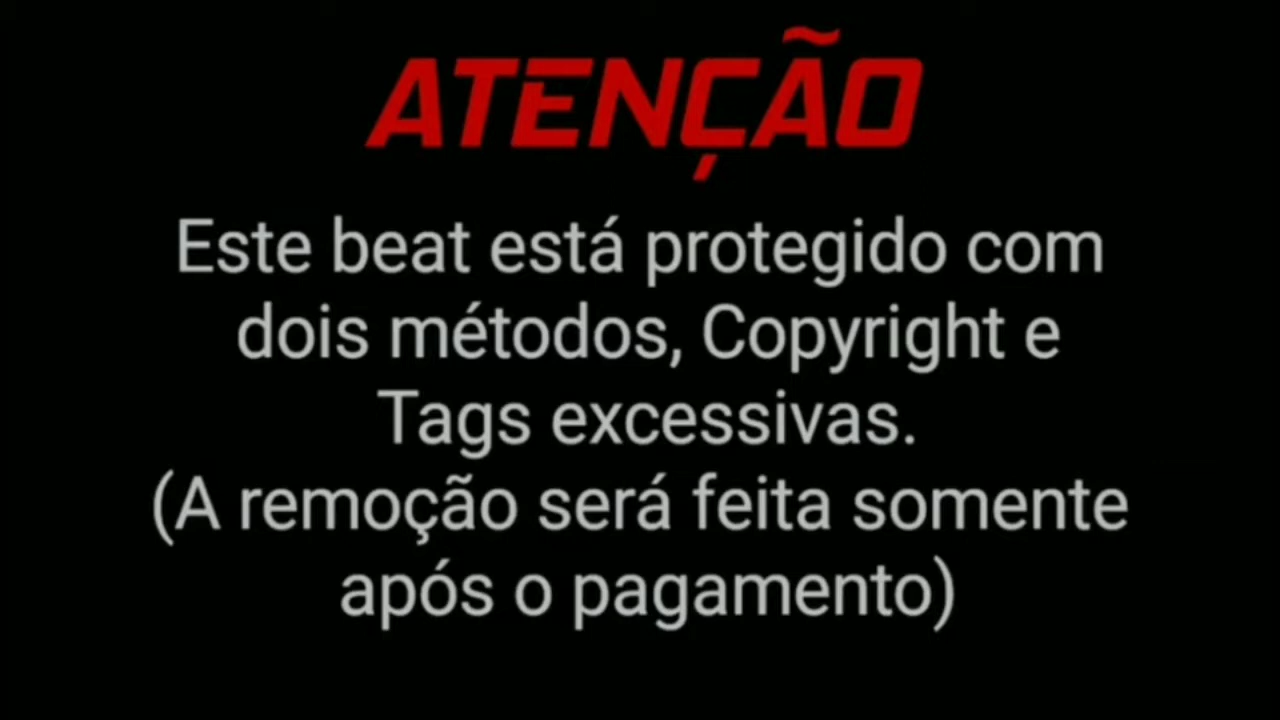 ATENÇÃO
Este beat está protegido com
dois métodos, Copyright e
Tags excessivas.
(A remoção será feita somente
após o pagamento)